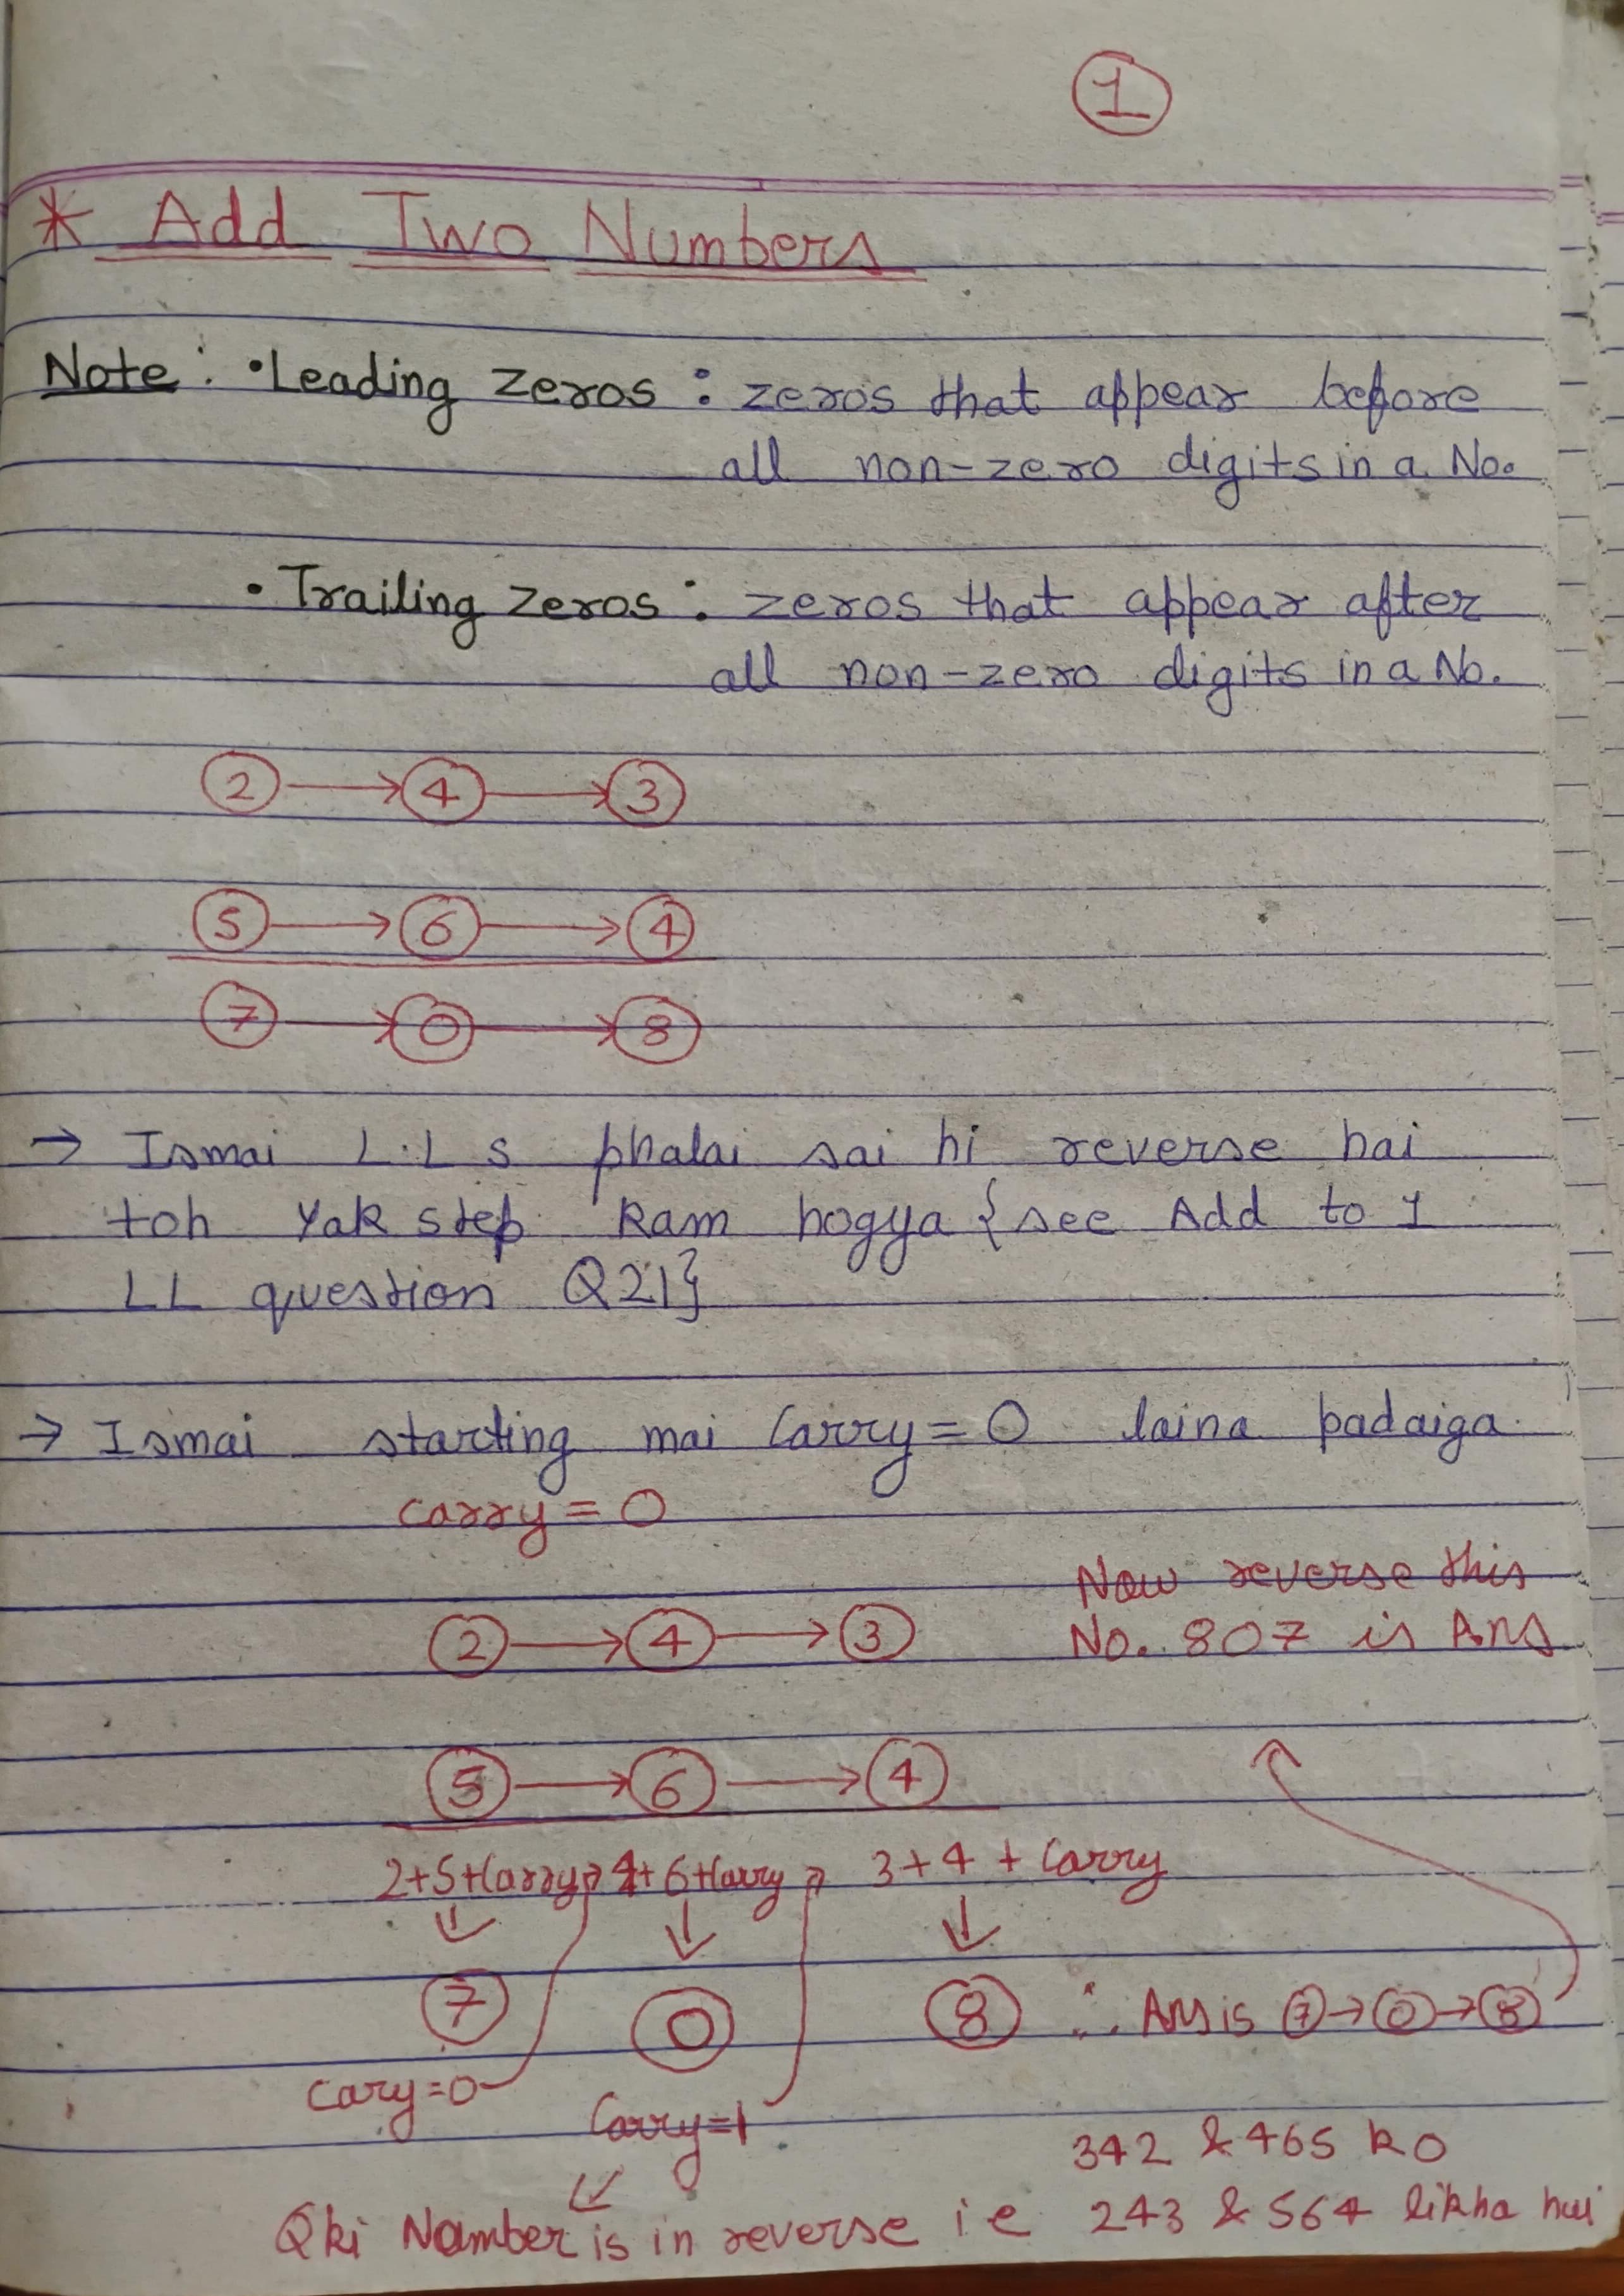 1
* Add Two Numbers
Note : • Leading zeros : zeros that appear before
all non-zero digits in a No.
• Trailing zeros : zeros that appear after
all non-zero digits in a No.
2 → 4 → 3
5 → 6 → 4
7 → 0 → 8
→ Ismai L.L s phalai sai hi reverse hai
toh Yak step kam hogya {see Add to 1
LL question Q21}
→ Ismai starting mai Carry = 0 laina padaiga
carry = 0
Now reverse this
2 → 4 → 3 No. 807 is Ans
5 → 6 → 4
2+5+Carry 4+6+Carry 3+4+Carry
7 0 8 ∴ Ans is 7 → 0 → 8
Cary=0
Carry=1
342 & 465 ko
Qki Namber is in reverse i e 243 & 564 likha hui